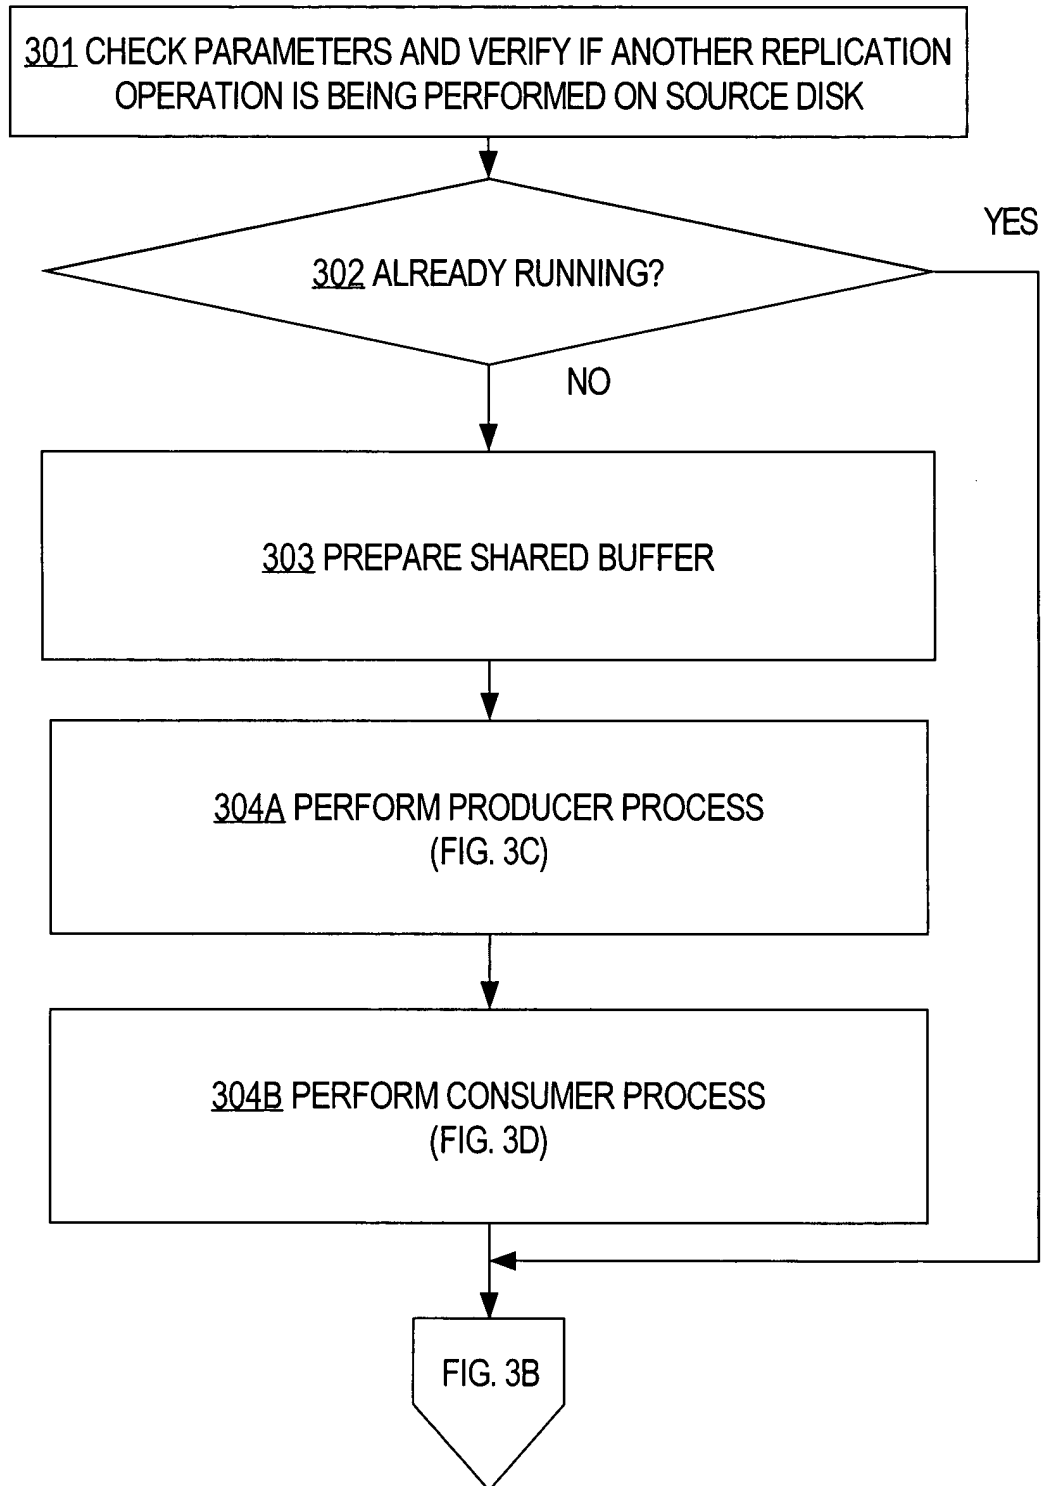 301 CHECK PARAMETERS AND VERIFY IF ANOTHER REPLICATION
OPERATION IS BEING PERFORMED ON SOURCE DISK
YES
302 ALREADY RUNNING?
NO
303 PREPARE SHARED BUFFER
304A PERFORM PRODUCER PROCESS
(FIG. 3C)
304B PERFORM CONSUMER PROCESS
(FIG. 3D)
FIG. 3B